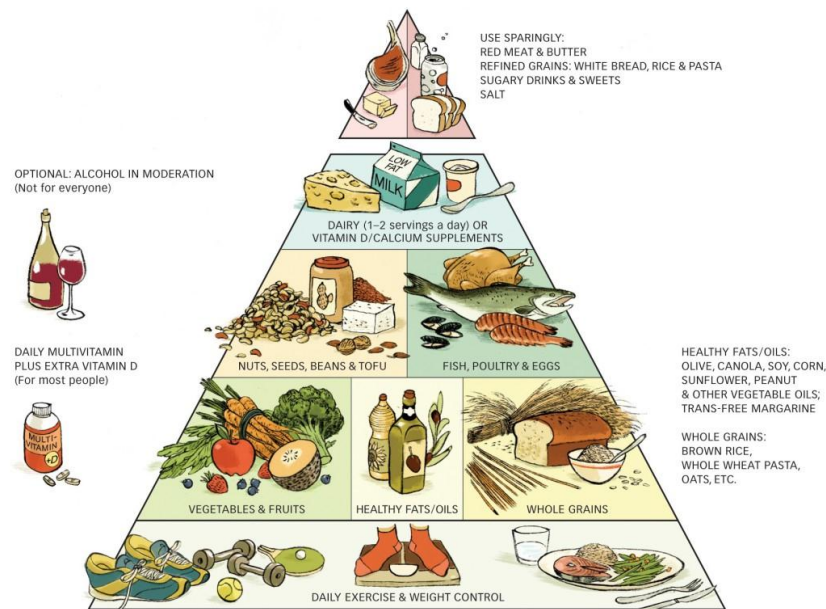 USE SPARINGLY:
RED MEAT & BUTTER
REFINED GRAINS: WHITE BREAD, RICE & PASTA
SUGARY DRINKS & SWEETS
SALT
OPTIONAL: ALCOHOL IN MODERATION
(Not for everyone)
LOW
FAT
MILK
DAIRY (1–2 servings a day) OR
VITAMIN D/CALCIUM SUPPLEMENTS
DAILY MULTIVITAMIN
PLUS EXTRA VITAMIN D
(For most people)
MULTI-
VITAMIN
+D
NUTS, SEEDS, BEANS & TOFU
FISH, POULTRY & EGGS
HEALTHY FATS/OILS:
OLIVE, CANOLA, SOY, CORN,
SUNFLOWER, PEANUT
& OTHER VEGETABLE OILS;
TRANS-FREE MARGARINE
WHOLE GRAINS:
BROWN RICE,
WHOLE WHEAT PASTA,
OATS, ETC.
VEGETABLES & FRUITS
HEALTHY FATS/OILS
WHOLE GRAINS
DAILY EXERCISE & WEIGHT CONTROL